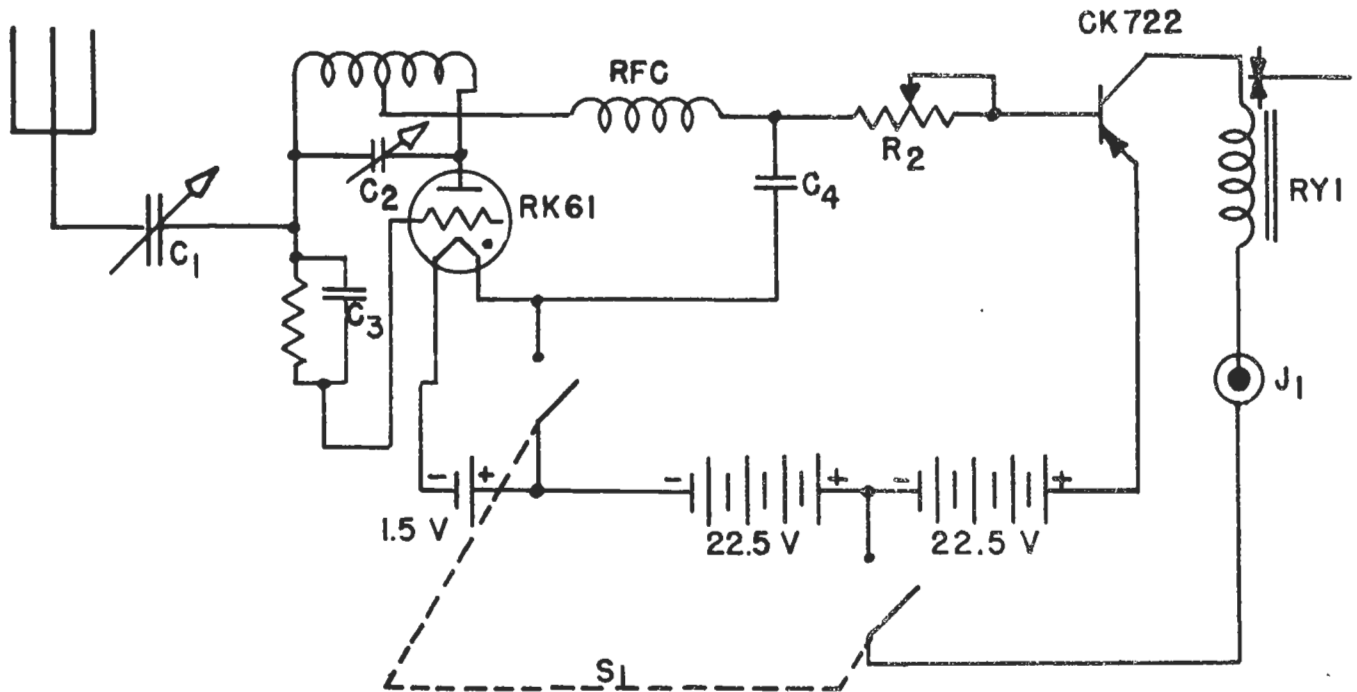 CK722
RFC
R2
C2
RK61
C4
RY1
C1
C3
J1
- + - + - +
1.5 V
22.5 V
22.5 V
S1